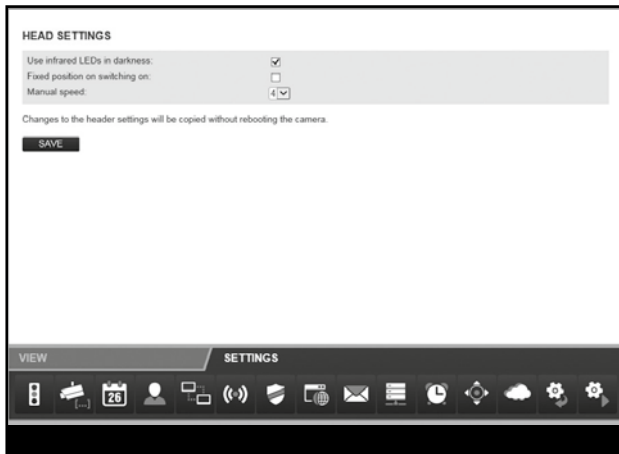 HEAD SETTINGS
Use infrared LEDs in darkness:
Fixed position on switching on:
Manual speed: 4
Changes to the header settings will be copied without rebooting the camera.
SAVE
VIEW SETTINGS
[...] 26